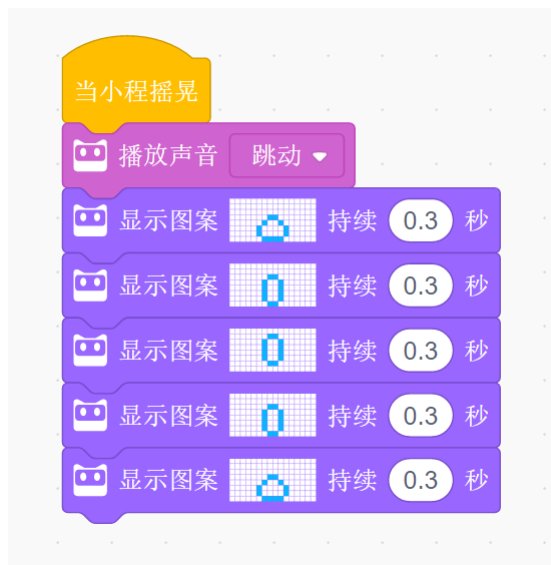 当小程摇晃
播放声音 跳动
显示图案 持续 0.3 秒
显示图案 持续 0.3 秒
显示图案 持续 0.3 秒
显示图案 持续 0.3 秒
显示图案 持续 0.3 秒